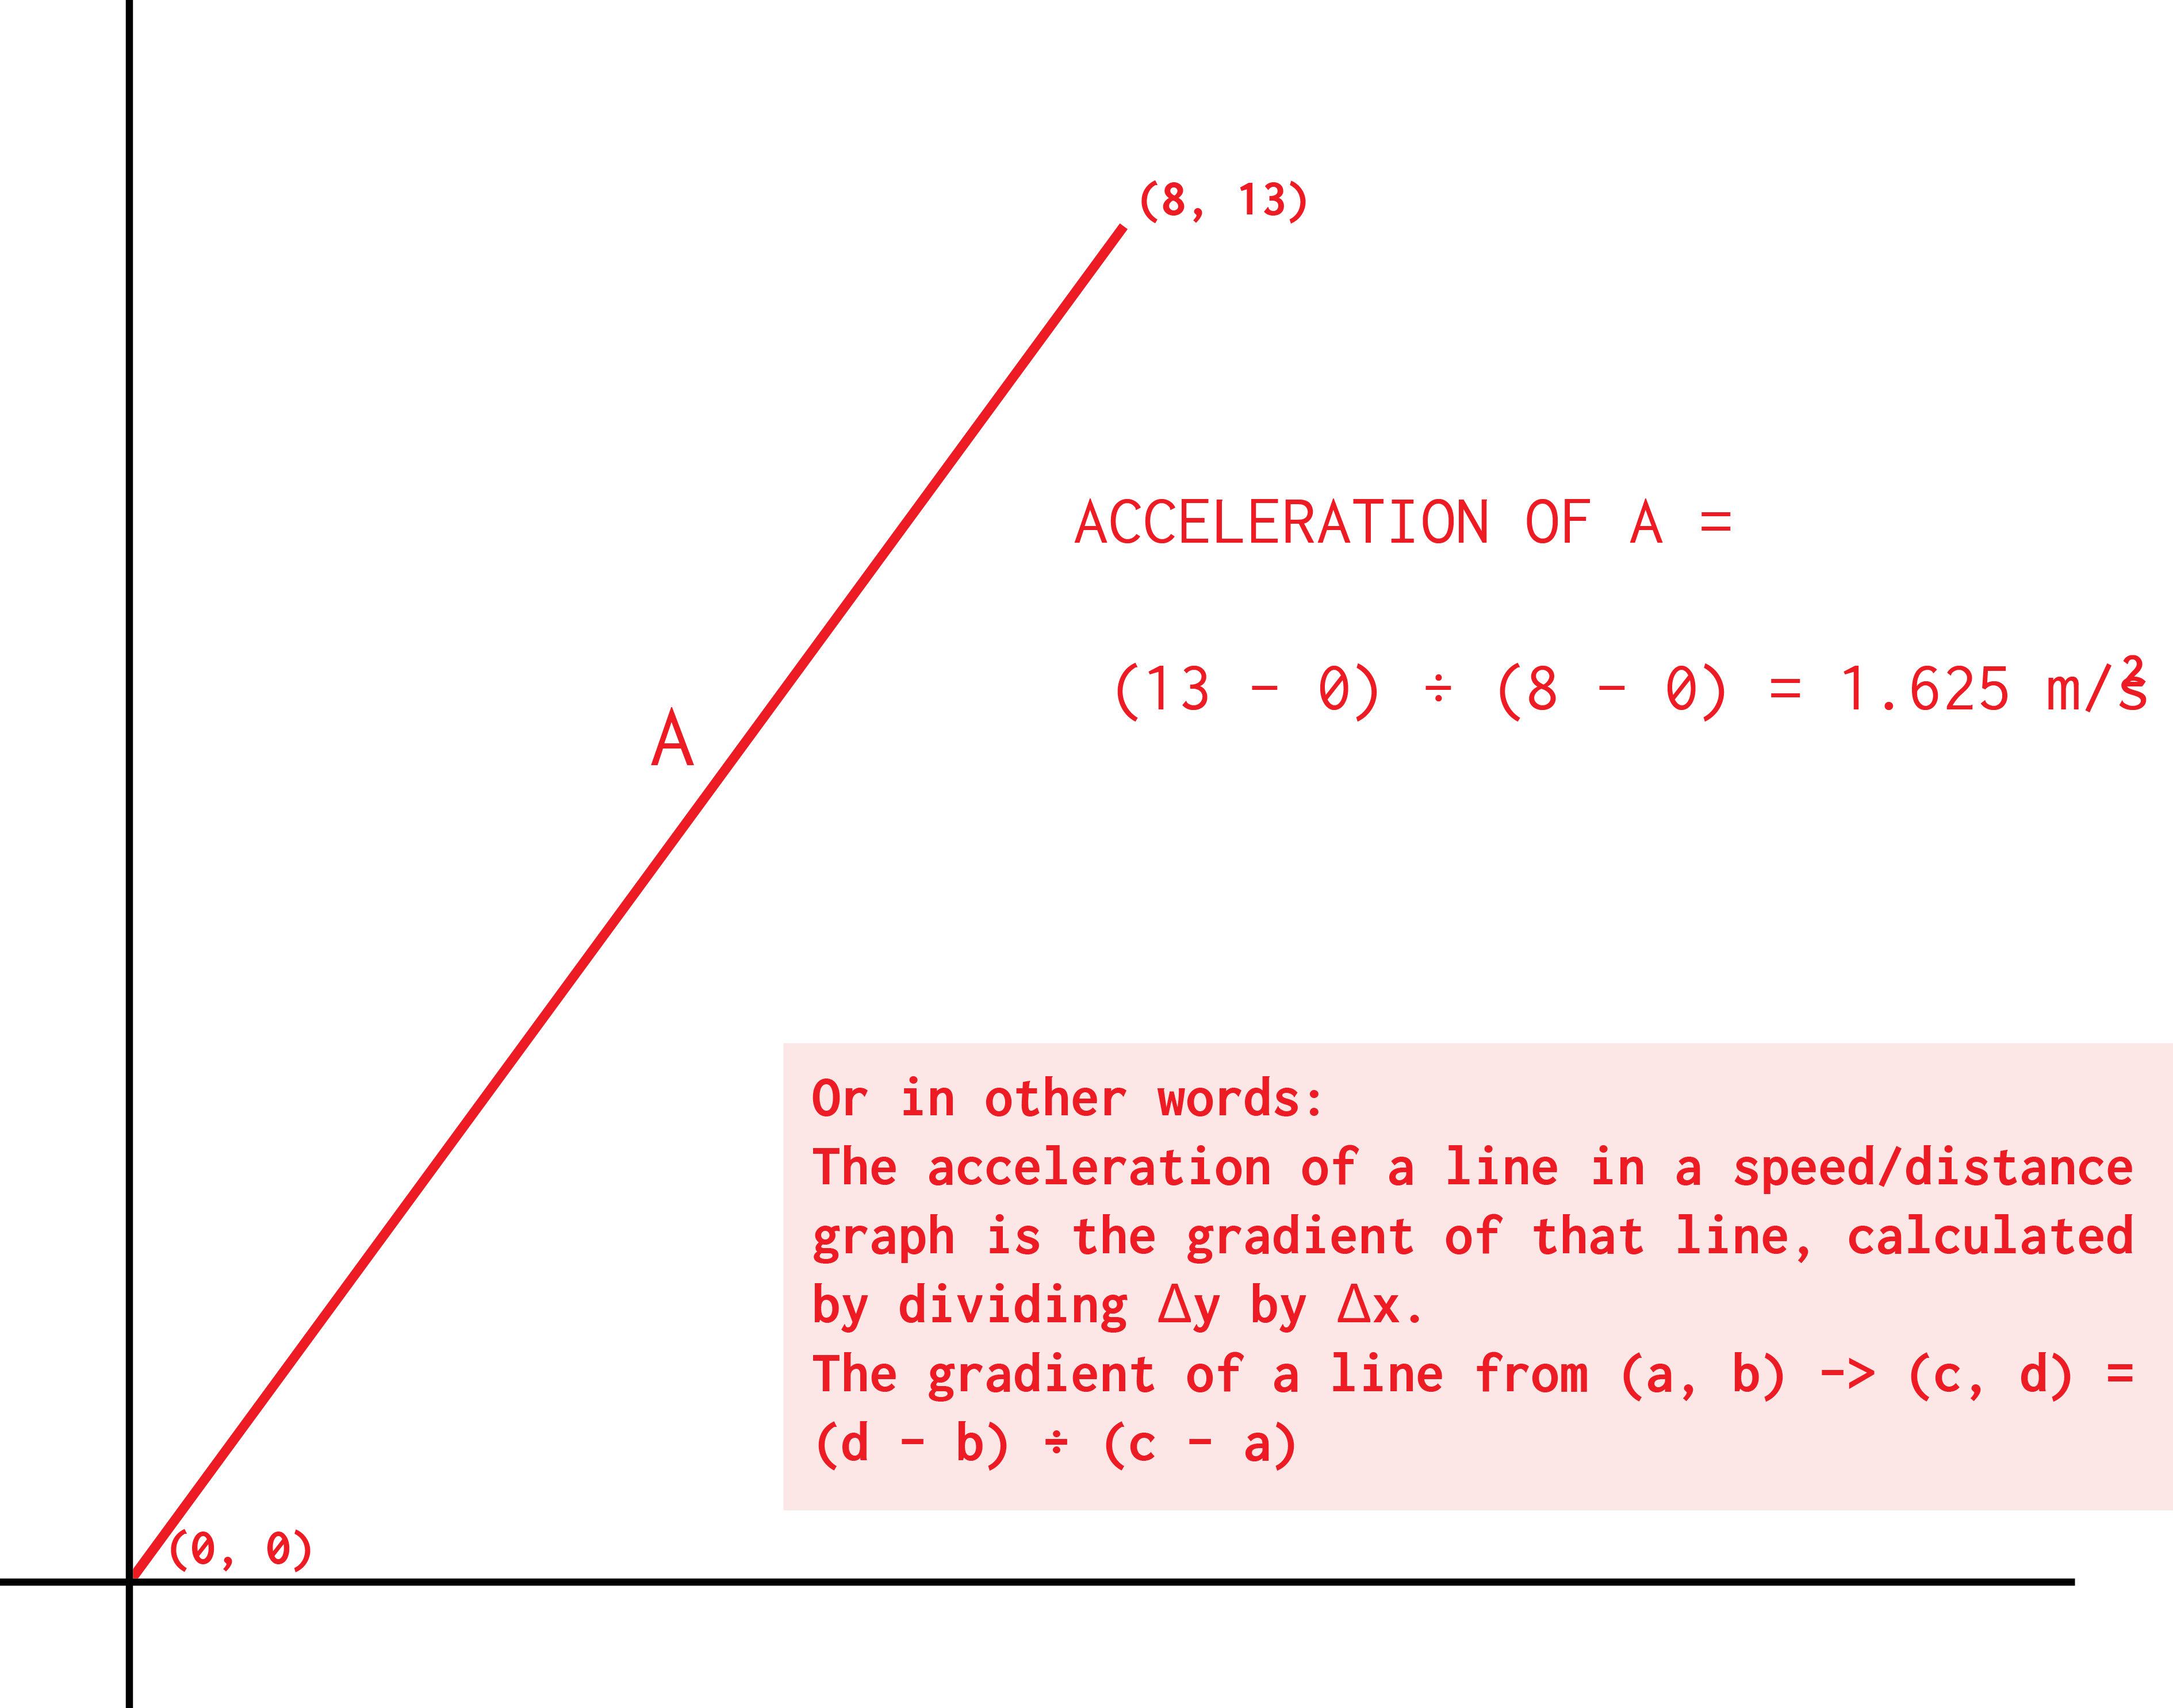 (8, 13)
ACCELERATION OF A =
(13 - 0) ÷ (8 - 0) = 1.625 m/s²
A
Or in other words:
The acceleration of a line in a speed/distance
graph is the gradient of that line, calculated
by dividing Δy by Δx.
The gradient of a line from (a, b) -> (c, d) =
(d - b) ÷ (c - a)
(0, 0)